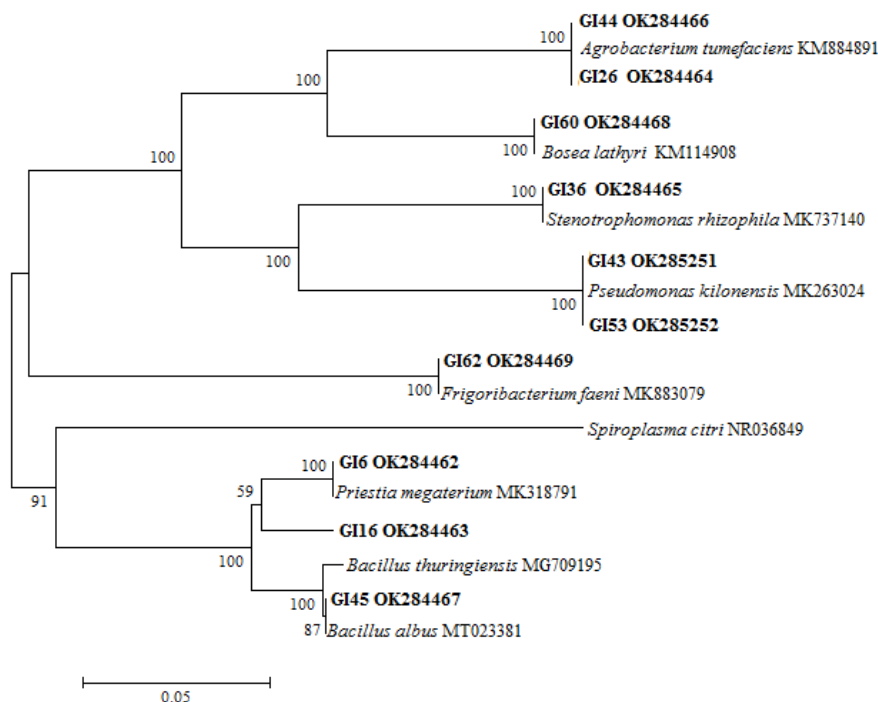 GI44 OK284466
100
Agrobacterium tumefaciens KM884891
GI26 OK284464
100
GI60 OK284468
100
Bosea lathyri KM114908
100
100
GI36 OK284465
Stenotrophomonas rhizophila MK737140
100
GI43 OK285251
Pseudomonas kilonensis MK263024
100
GI53 OK285252
GI62 OK284469
100
Frigoribacterium faeni MK883079
Spiroplasma citri NR036849
GI6 OK284462
100
59
Priestia megaterium MK318791
91
GI16 OK284463
100
Bacillus thuringiensis MG709195
GI45 OK284467
100
87
Bacillus albus MT023381
0.05